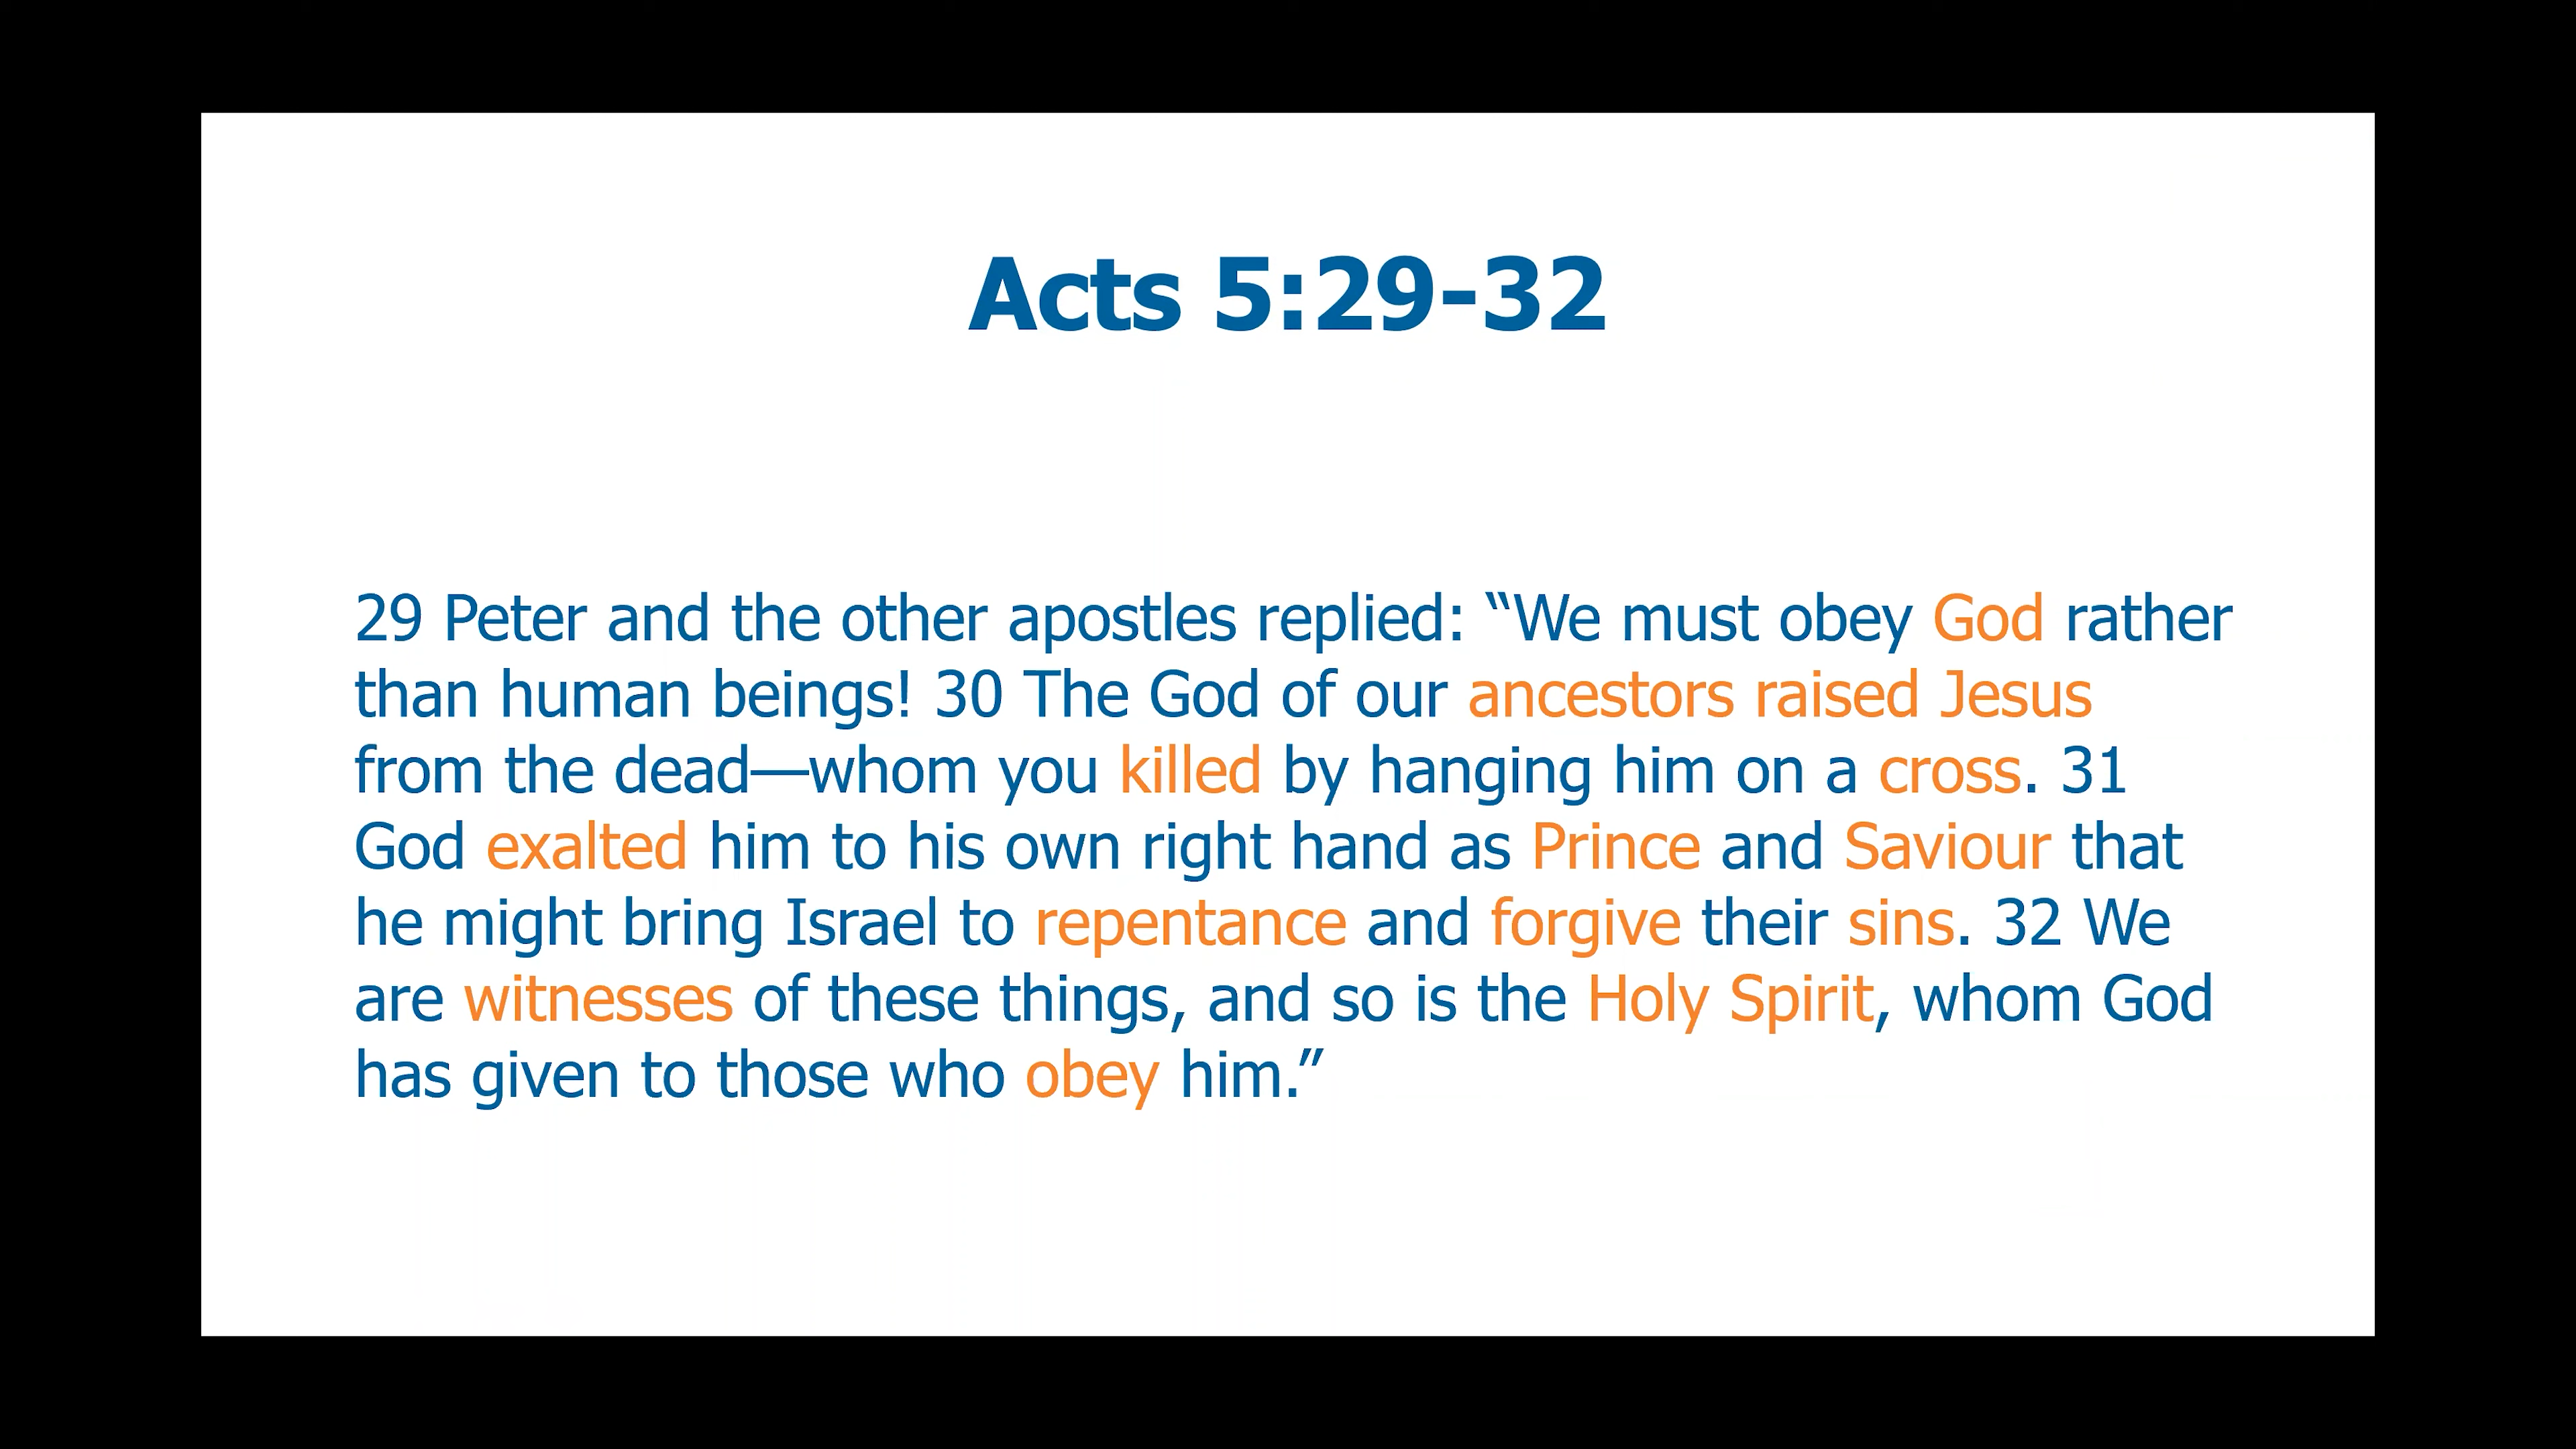 Acts 5:29-32
29 Peter and the other apostles replied: “We must obey God rather
than human beings! 30 The God of our ancestors raised Jesus
from the dead—whom you killed by hanging him on a cross. 31
God exalted him to his own right hand as Prince and Saviour that
he might bring Israel to repentance and forgive their sins. 32 We
are witnesses of these things, and so is the Holy Spirit, whom God
has given to those who obey him.”